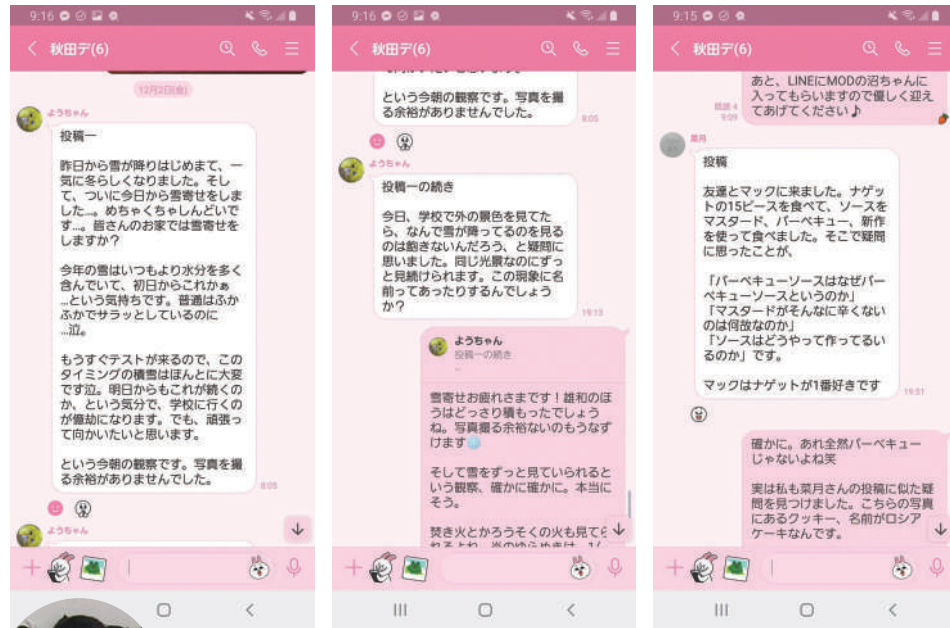 9:16
秋田デ(6)
12月2日(金)
ようちゃん
投稿一
昨日から雪が降りはじめまて、一
気に冬らしくなりました。そし
て、ついに今日から雪寄せをしま
した…。めちゃくちゃしんどいで
す…。皆さんのお家では雪寄せを
しますか？
今年の雪はいつもより水分を多く
含んでいて、初日からこれかぁ
…という気持ちです。普通はふか
ふかでサラッとしているのに
…泣。
もうすぐテストが来るので、この
タイミングの積雪はほんとに大変
です泣。明日からもこれが続くの
か、という気分で、学校に行くの
が億劫になります。でも、頑張っ
て向かいたいと思います。
という今朝の観察です。写真を撮
る余裕がありませんでした。
8:05
ようちゃん
9:16
秋田デ(6)
という今朝の観察です。写真を撮
る余裕がありませんでした。
8:05
ようちゃん
投稿一の続き
今日、学校で外の景色を見てた
ら、なんで雪が降ってるのを見る
のは飽きないんだろう、と疑問に
思いました。同じ光景なのにずっ
と見続けられます。この現象に名
前ってあったりするんでしょう
か？
19:13
ようちゃん
投稿一の続き
...
雪寄せお疲れさまです！雄和のほ
うはどっさり積もったでしょう
ね。写真撮る余裕ないのもうなず
けます
そして雪をずっと見ていられると
いう観察、確かに確かに。本当に
そう。
焚き火とかろうそくの火も見てら
9:15
秋田デ(6)
あと、LINEにMODの沼ちゃんに
入ってもらいますので優しく迎え
てあげてください♪
既読 4
9:09
菜月
投稿
友達とマックに来ました。ナゲッ
トの15ピースを食べて、ソースを
マスタード、バーベキュー、新作
を使って食べました。そこで疑問
に思ったことが、
「バーベキューソースはなぜバー
ベキューソースというのか」
「マスタードがそんなに辛くない
のは何故なのか」
「ソースはどうやって作ってるい
るのか」です。
マックはナゲットが1番好きです
19:51
確かに。あれ全然バーベキュー
じゃないよね笑
実は私も菜月さんの投稿に似た疑
問を見つけました。こちらの写真
にあるクッキー、名前がロシア
ケーキなんです。